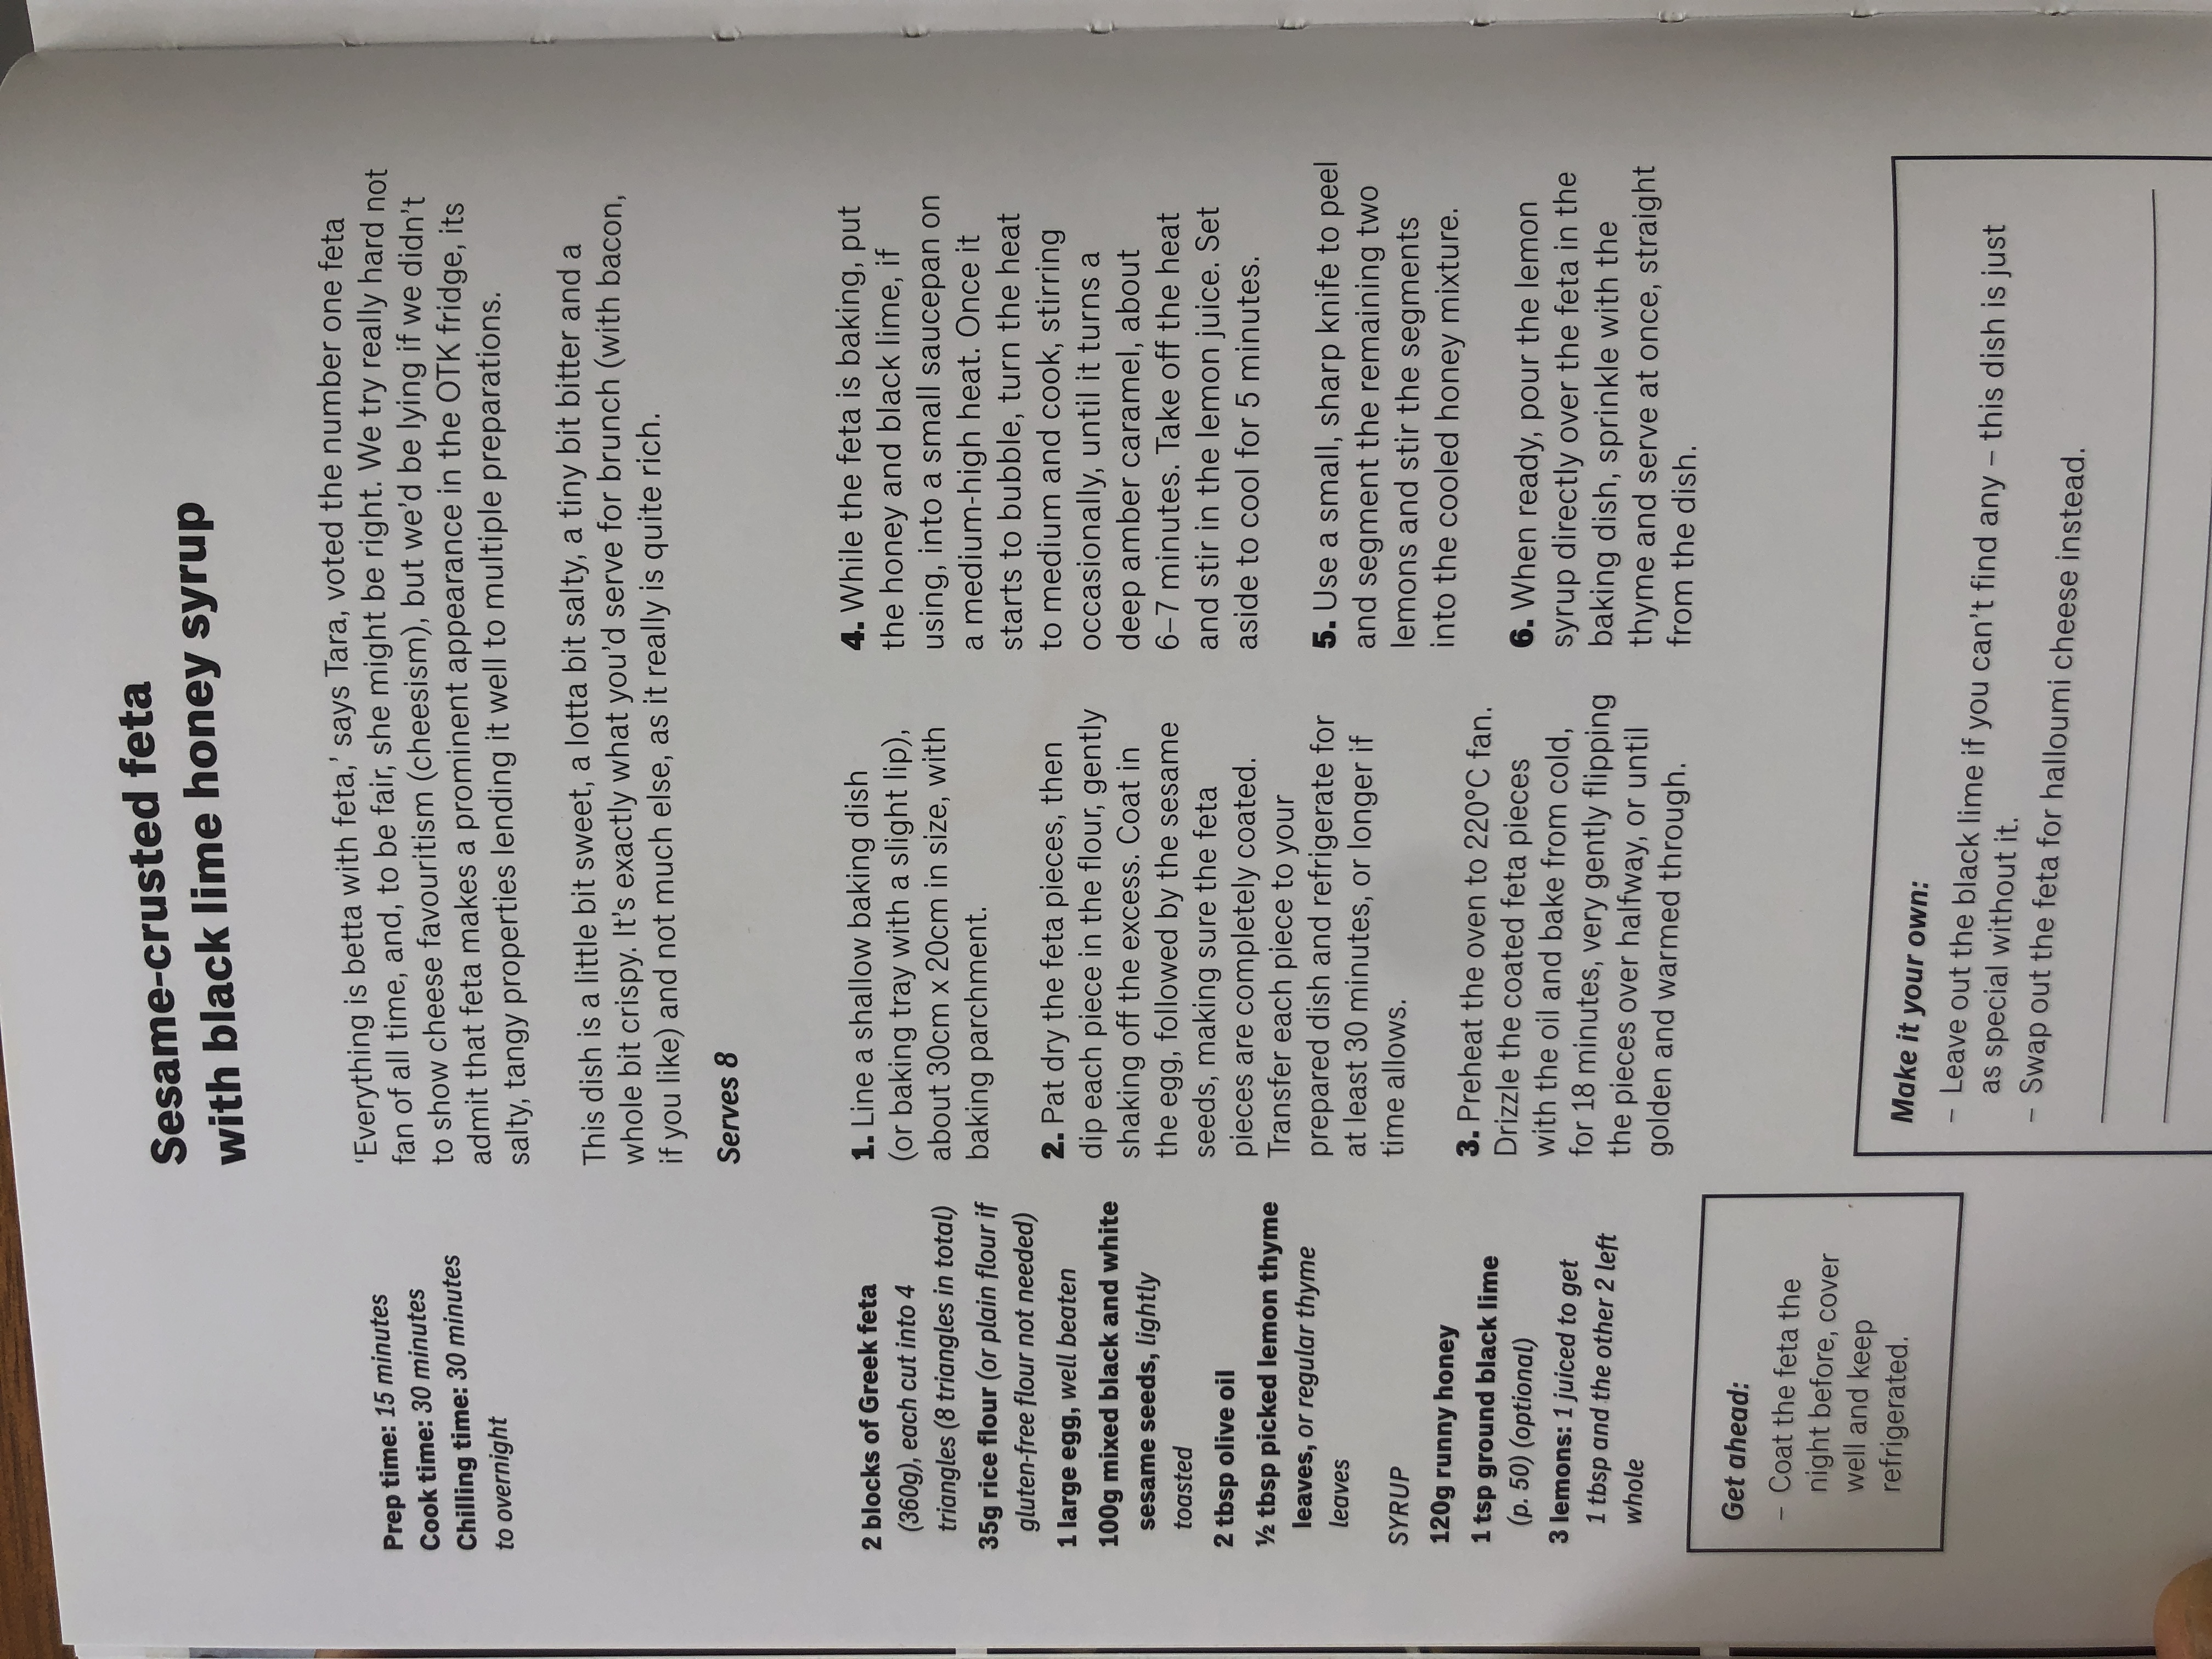 Sesame-crusted feta
with black lime honey syrup
Prep time: 15 minutes
Cook time: 30 minutes
Chilling time: 30 minutes
to overnight
‘Everything is betta with feta,’ says Tara, voted the number one feta
fan of all time, and, to be fair, she might be right. We try really hard not
to show cheese favouritism (cheesism), but we’d be lying if we didn’t
admit that feta makes a prominent appearance in the OTK fridge, its
salty, tangy properties lending it well to multiple preparations.
This dish is a little bit sweet, a lotta bit salty, a tiny bit bitter and a
whole bit crispy. It’s exactly what you’d serve for brunch (with bacon,
if you like) and not much else, as it really is quite rich.
Serves 8
2 blocks of Greek feta
(360g), each cut into 4
triangles (8 triangles in total)
35g rice flour (or plain flour if
gluten-free flour not needed)
1 large egg, well beaten
100g mixed black and white
sesame seeds, lightly
toasted
2 tbsp olive oil
½ tbsp picked lemon thyme
leaves, or regular thyme
leaves
SYRUP
120g runny honey
1 tsp ground black lime
(p. 50) (optional)
3 lemons: 1 juiced to get
1 tbsp and the other 2 left
whole
Get ahead:
– Coat the feta the
night before, cover
well and keep
refrigerated.
1. Line a shallow baking dish
(or baking tray with a slight lip),
about 30cm x 20cm in size, with
baking parchment.
2. Pat dry the feta pieces, then
dip each piece in the flour, gently
shaking off the excess. Coat in
the egg, followed by the sesame
seeds, making sure the feta
pieces are completely coated.
Transfer each piece to your
prepared dish and refrigerate for
at least 30 minutes, or longer if
time allows.
3. Preheat the oven to 220°C fan.
Drizzle the coated feta pieces
with the oil and bake from cold,
for 18 minutes, very gently flipping
the pieces over halfway, or until
golden and warmed through.
4. While the feta is baking, put
the honey and black lime, if
using, into a small saucepan on
a medium-high heat. Once it
starts to bubble, turn the heat
to medium and cook, stirring
occasionally, until it turns a
deep amber caramel, about
6–7 minutes. Take off the heat
and stir in the lemon juice. Set
aside to cool for 5 minutes.
5. Use a small, sharp knife to peel
and segment the remaining two
lemons and stir the segments
into the cooled honey mixture.
6. When ready, pour the lemon
syrup directly over the feta in the
baking dish, sprinkle with the
thyme and serve at once, straight
from the dish.
Make it your own:
– Leave out the black lime if you can’t find any – this dish is just
as special without it.
– Swap out the feta for halloumi cheese instead.